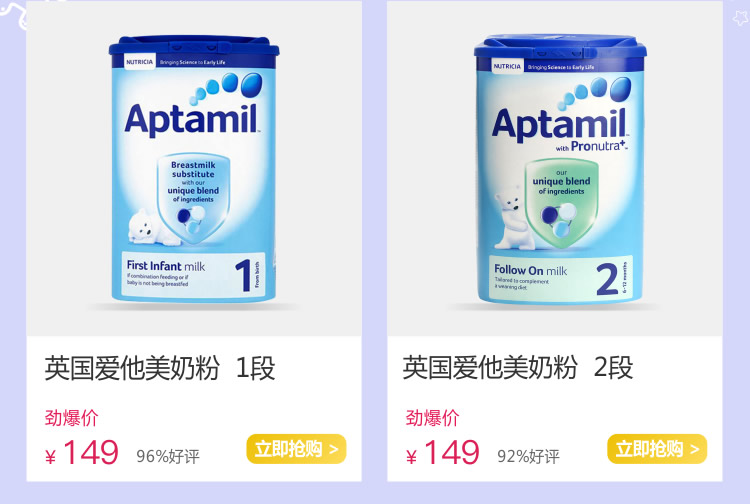 NUTRICIA Bringing Science to Early Life
Aptamil
Breastmilk
substitute
with our
unique blend
of ingredients
First Infant milk
If combination feeding or if
baby is not being breastfed
1
From birth
英国爱他美奶粉 1段
劲爆价
¥ 149 96%好评
立即抢购 >
NUTRICIA Bringing Science to Early Life
Aptamil
with Pronutra+
our
unique blend
of ingredients
Follow On milk
Tailored to complement
a weaning diet
2
6-12 months
英国爱他美奶粉 2段
劲爆价
¥ 149 92%好评
立即抢购 >